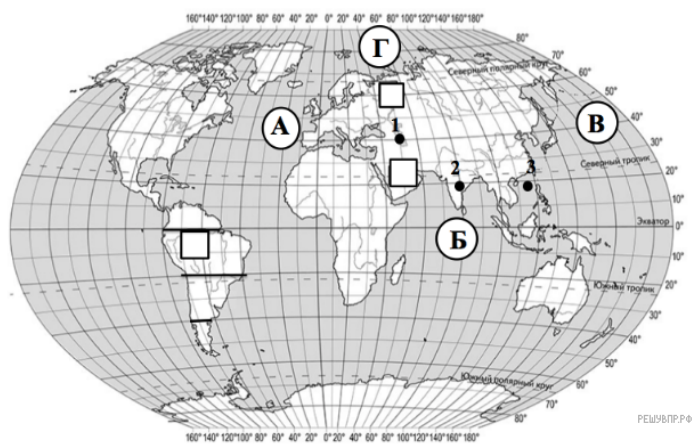 160°140° 120° 100° 80° 60° 40° 20° 0° 20° 40° 60° 80° 100° 120° 140°160°
80°
70°
Северный полярный круг
60°
50°
40°
30°
Северный тропик
20°
10°
Экватор 0°
10°
Южный тропик
20°
30°
40°
50°
Южный полярный круг
60°
70°
80°
160°140° 120° 100° 80° 60° 40° 20° 0° 20° 40° 60° 80° 100° 120° 140° 160°
Г
А
В
Б
1
2
3
РЕШУВПР.РФ